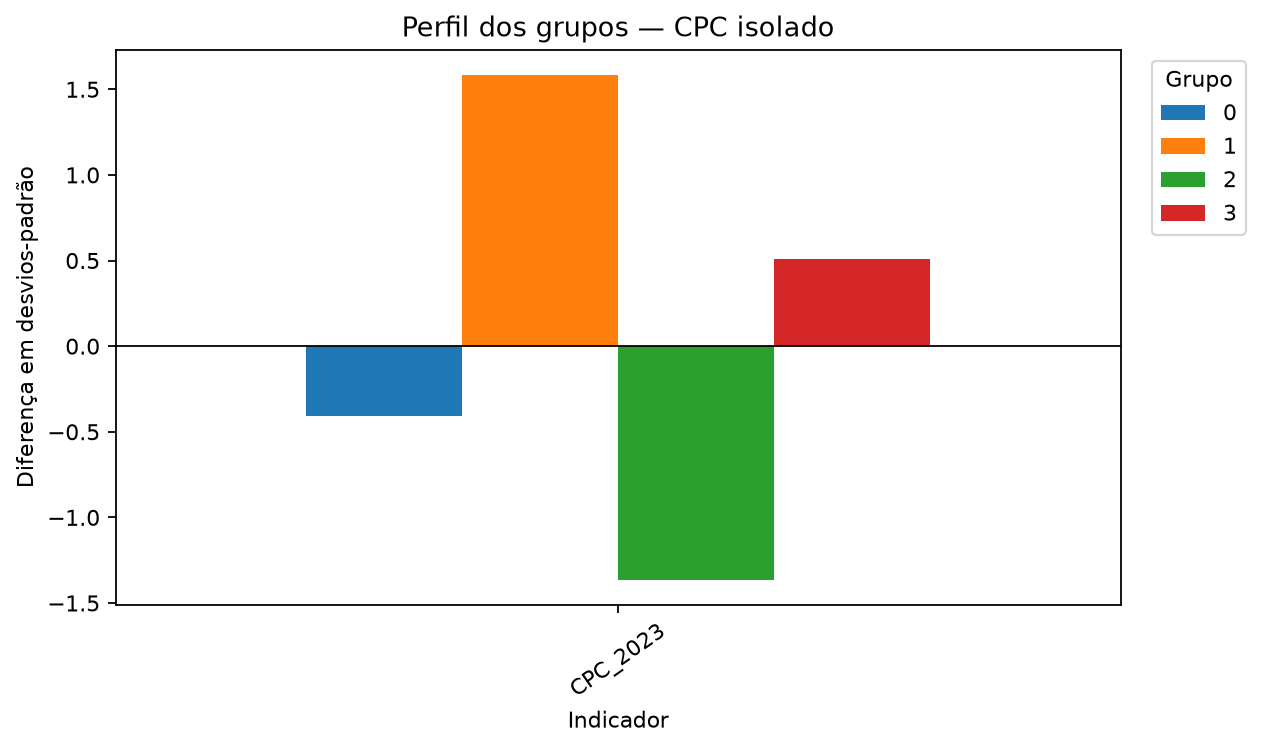 Perfil dos grupos — CPC isolado
Grupo
0
1
2
3
Diferença em desvios-padrão
1.5
1.0
0.5
0.0
−0.5
−1.0
−1.5
CPC_2023
Indicador